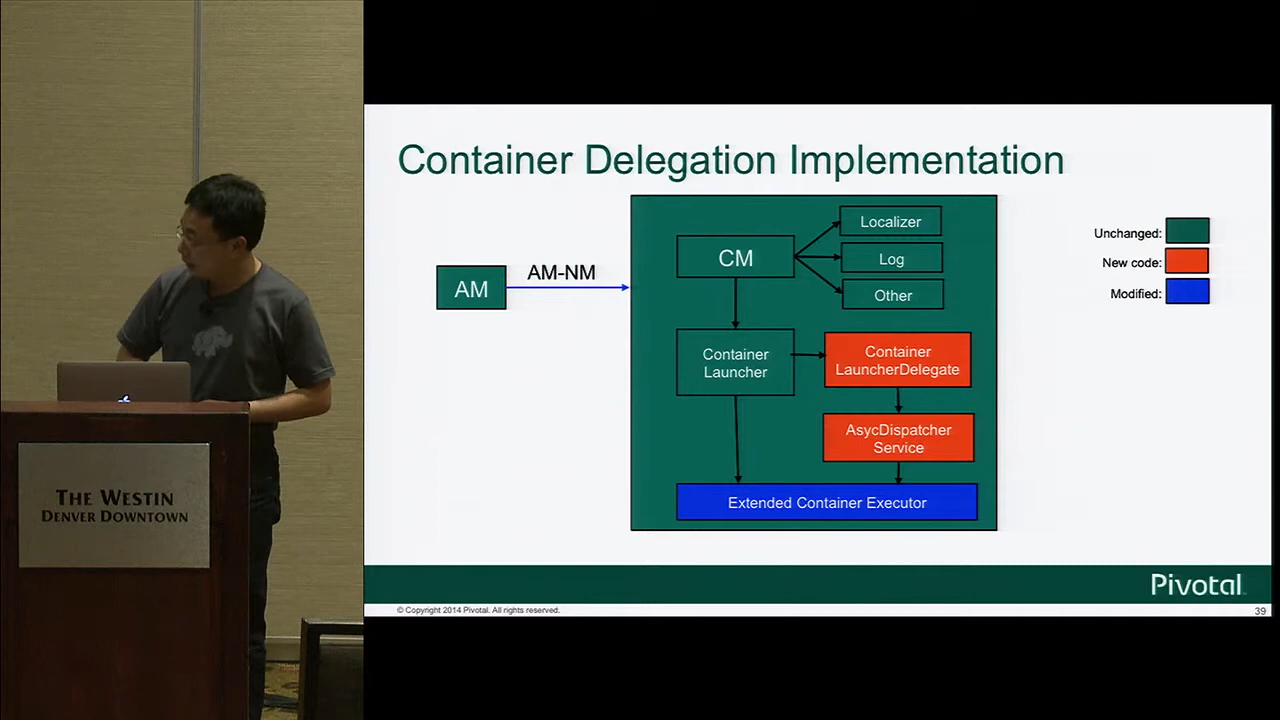 Container Delegation Implementation
AM
AM-NM
CM
Localizer
Log
Other
Container
Launcher
Container
LauncherDelegate
AsycDispatcher
Service
Extended Container Executor
Unchanged:
New code:
Modified:
Pivotal
© Copyright 2014 Pivotal. All rights reserved.
39
THE WESTIN
DENVER DOWNTOWN